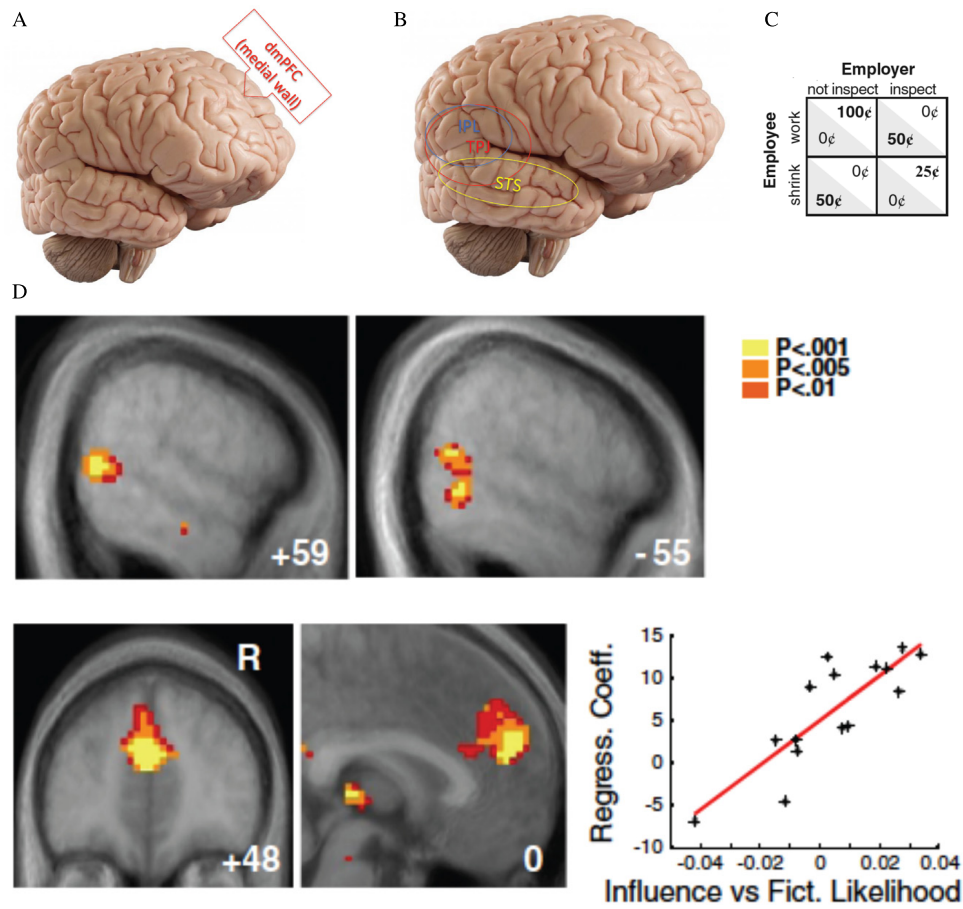 A
dmPFC
(medial wall)
B
IPL
TPJ
STS
C
Employer
not inspect inspect
Employee
work
100¢ 0¢
0¢ 50¢
shrink
0¢ 25¢
50¢ 0¢
D
P<.001
P<.005
P<.01
+59
- 55
R
+48
0
Regress. Coeff.
15
10
5
0
-5
-10
-0.04 -0.02 0 0.02 0.04
Influence vs Fict. Likelihood